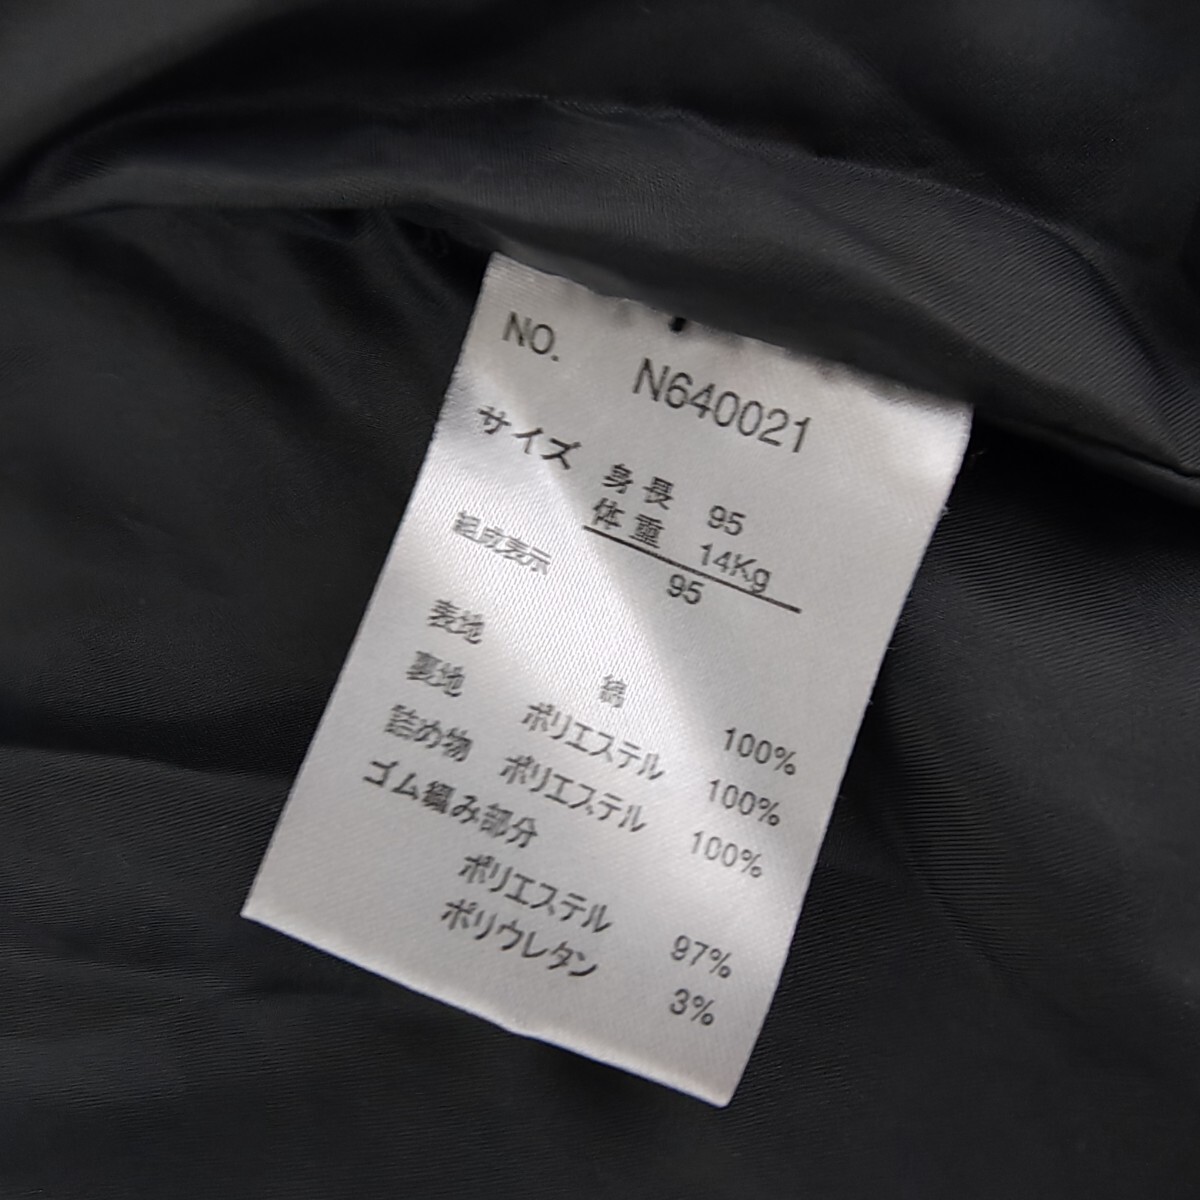 NO. N640021
サイズ 身長 95
体重 14Kg
95
組成表示
表地 綿 100%
裏地 ポリエステル 100%
詰め物 ポリエステル 100%
ゴム編み部分
ポリエステル 97%
ポリウレタン 3%